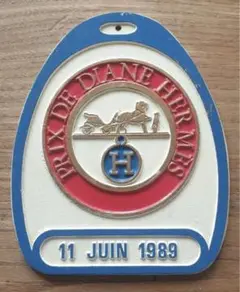 PRIX DE DIANE HERMES
H
11 JUIN 1989